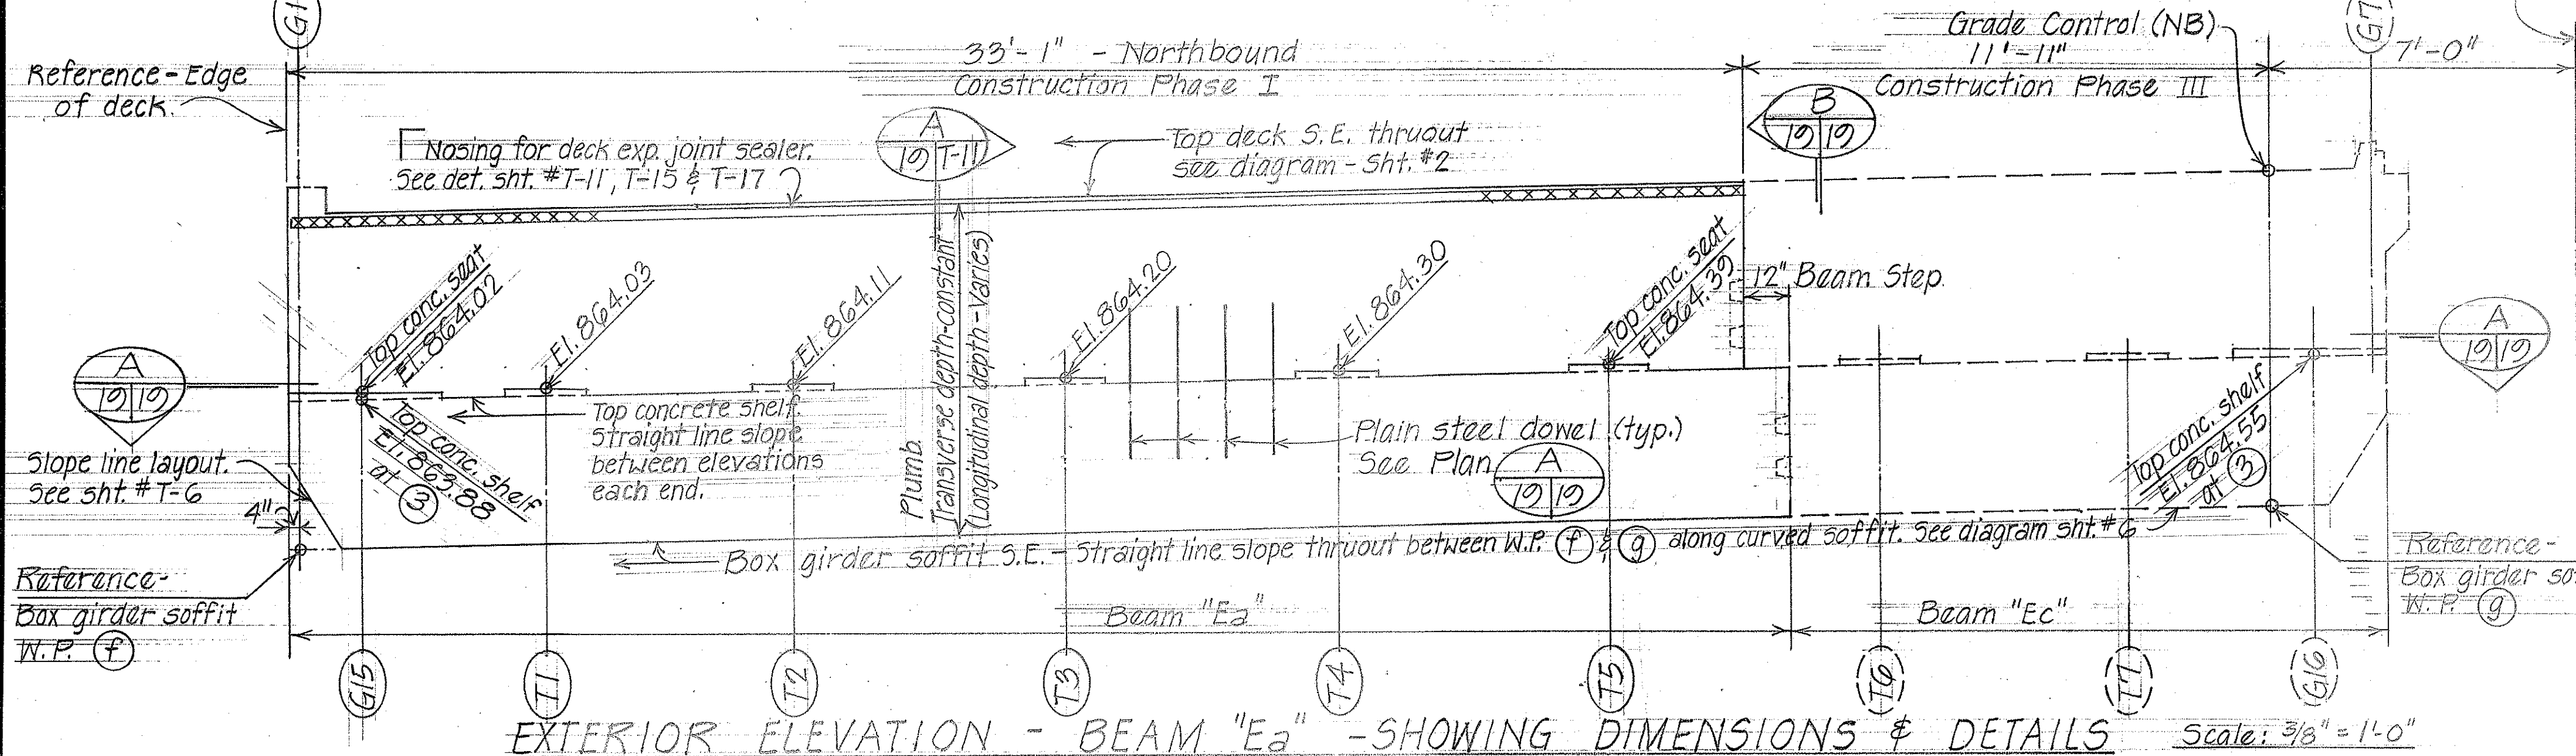 G1
33'-1" - Northbound
Construction Phase I
Grade Control (NB)
11'-11"
Construction Phase III
G7
7'-0"
Reference - Edge
of deck.
Nosing for deck exp. joint sealer.
See det. sht. #T-11, T-15 & T-17
A
19 T-11
Top deck S.E. thruout
see diagram - Sht. #2
B
19 19
Top conc. seat
El. 864.02
El. 864.03
El. 864.11
Transverse depth-constant
(Longitudinal depth-Varies)
Plumb.
El. 864.20
El. 864.30
Top conc. seat
El. 864.39
12" Beam Step
A
19 19
A
19 19
Top conc. shelf
El. 863.88
at 3
Top concrete shelf.
Straight line slope
between elevations
each end.
Plain steel dowel (typ.)
See Plan
A
19 19
Top conc. shelf
El. 864.55
at 3
Slope line layout.
See sht. #T-6
4"
Box girder soffit S.E. - Straight line slope thruout between W.P. f & g along curved soffit. See diagram sht. #6
Reference-
Box girder soffit
W.P. f
Reference-
Box girder
W.P. g
Beam "Ea"
Beam "Ec"
G15
T1
T2
T3
T4
T5
T6
T7
G16
EXTERIOR ELEVATION - BEAM "Ea" - SHOWING DIMENSIONS & DETAILS
Scale: 3/8" = 1'-0"